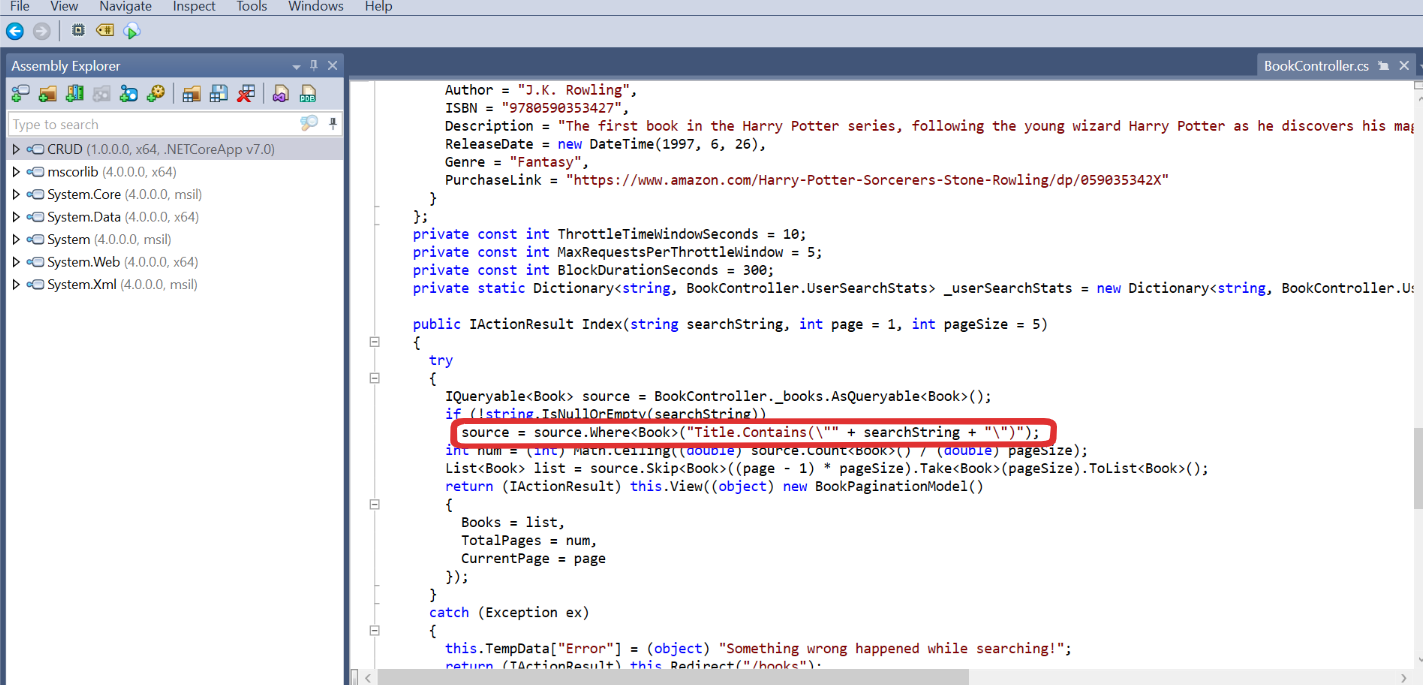 File View Navigate Inspect Tools Windows Help
Assembly Explorer
BookController.cs
Type to search
CRUD (1.0.0.0, x64, .NETCoreApp v7.0)
mscorlib (4.0.0.0, x64)
System.Core (4.0.0.0, msil)
System.Data (4.0.0.0, x64)
System (4.0.0.0, msil)
System.Web (4.0.0.0, x64)
System.Xml (4.0.0.0, msil)
Author = "J.K. Rowling",
ISBN = "9780590353427",
Description = "The first book in the Harry Potter series, following the young wizard Harry Potter as he discovers his mag
ReleaseDate = new DateTime(1997, 6, 26),
Genre = "Fantasy",
PurchaseLink = "https://www.amazon.com/Harry-Potter-Sorcerers-Stone-Rowling/dp/059035342X"
}
};
private const int ThrottleTimeWindowSeconds = 10;
private const int MaxRequestsPerThrottleWindow = 5;
private const int BlockDurationSeconds = 300;
private static Dictionary<string, BookController.UserSearchStats> _userSearchStats = new Dictionary<string, BookController.Us
public IActionResult Index(string searchString, int page = 1, int pageSize = 5)
{
try
{
IQueryable<Book> source = BookController._books.AsQueryable<Book>();
if (!string.IsNullOrEmpty(searchString))
source = source.Where<Book>("Title.Contains(\"" + searchString + "\")");
int num = (int) Math.Ceiling((double) source.Count<Book>() / (double) pageSize);
List<Book> list = source.Skip<Book>((page - 1) * pageSize).Take<Book>(pageSize).ToList<Book>();
return (IActionResult) this.View((object) new BookPaginationModel()
{
Books = list,
TotalPages = num,
CurrentPage = page
});
}
catch (Exception ex)
{
this.TempData["Error"] = (object) "Something wrong happened while searching!";
return (IActionResult) this.Redirect("/books");